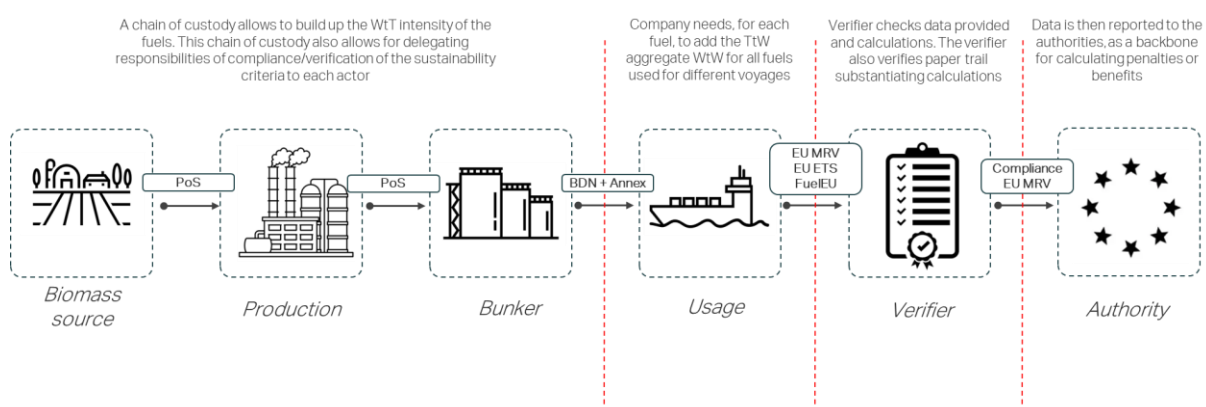 A chain of custody allows to build up the WtT intensity of the
fuels. This chain of custody also allows for delegating
responsibilities of compliance/verification of the sustainability
criteria to each actor
Company needs, for each
fuel, to add the TtW
aggregate WtW for all fuels
used for different voyages
Verifier checks data provided
and calculations. The verifier
also verifies paper trail
substantiating calculations
Data is then reported to the
authorities, as a backbone
for calculating penalties or
benefits
PoS
PoS
BDN + Annex
EU MRV
EU ETS
FuelEU
Compliance
EU MRV
Biomass
source
Production
Bunker
Usage
Verifier
Authority